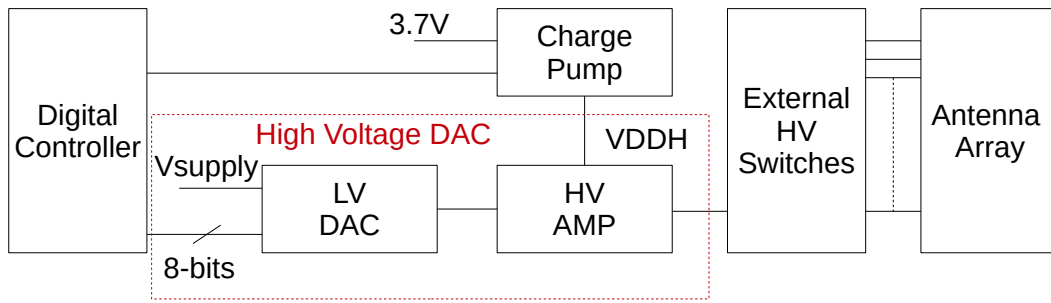 3.7V
Charge
Pump
Digital
Controller
High Voltage DAC
VDDH
Vsupply
LV
DAC
HV
AMP
8-bits
External
HV
Switches
Antenna
Array